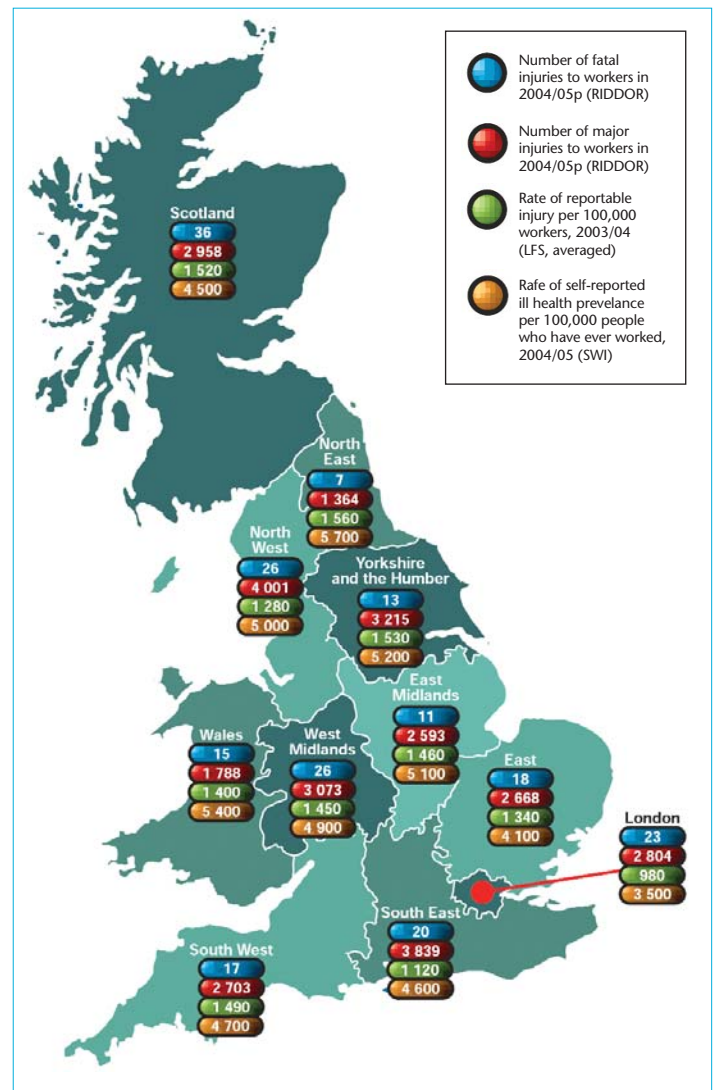 Number of fatal
injuries to workers in
2004/05p (RIDDOR)
Number of major
injuries to workers in
2004/05p (RIDDOR)
Rate of reportable
injury per 100,000
workers, 2003/04
(LFS, averaged)
Rafe of self-reported
ill health prevelance
per 100,000 people
who have ever worked,
2004/05 (SWI)
Scotland
36
2 958
1 520
4 500
North
East
7
1 364
1 560
5 700
North
West
26
4 001
1 280
5 000
Yorkshire
and the Humber
13
3 215
1 530
5 200
East
Midlands
11
2 593
1 460
5 100
Wales
15
1 788
1 400
5 400
West
Midlands
26
3 073
1 450
4 900
East
18
2 668
1 340
4 100
London
23
2 804
980
3 500
South East
20
3 839
1 120
4 600
South West
17
2 703
1 490
4 700